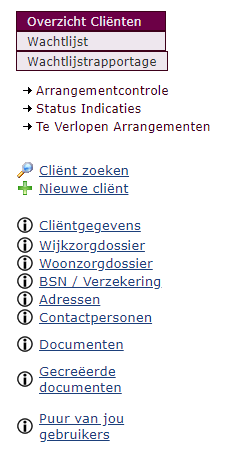 Overzicht Cliënten
Wachtlijst
Wachtlijstrapportage
Arrangementcontrole
Status Indicaties
Te Verlopen Arrangementen
Cliënt zoeken
Nieuwe cliënt
Cliëntgegevens
Wijkzorgdossier
Woonzorgdossier
BSN / Verzekering
Adressen
Contactpersonen
Documenten
Gecreëerde
documenten
Puur van jou
gebruikers